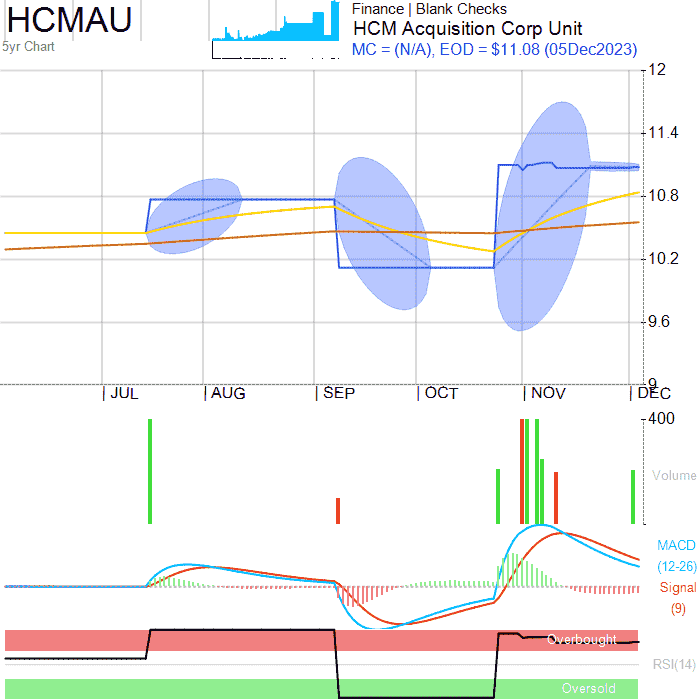 HCMAU
5yr Chart
Finance | Blank Checks
HCM Acquisition Corp Unit
MC = (N/A), EOD = $11.08 (05Dec2023)
12
11.4
10.8
10.2
9.6
9
JUL AUG SEP OCT NOV DEC
400
Volume
MACD
(12-26)
Signal
(9)
Overbought
RSI(14)
Oversold